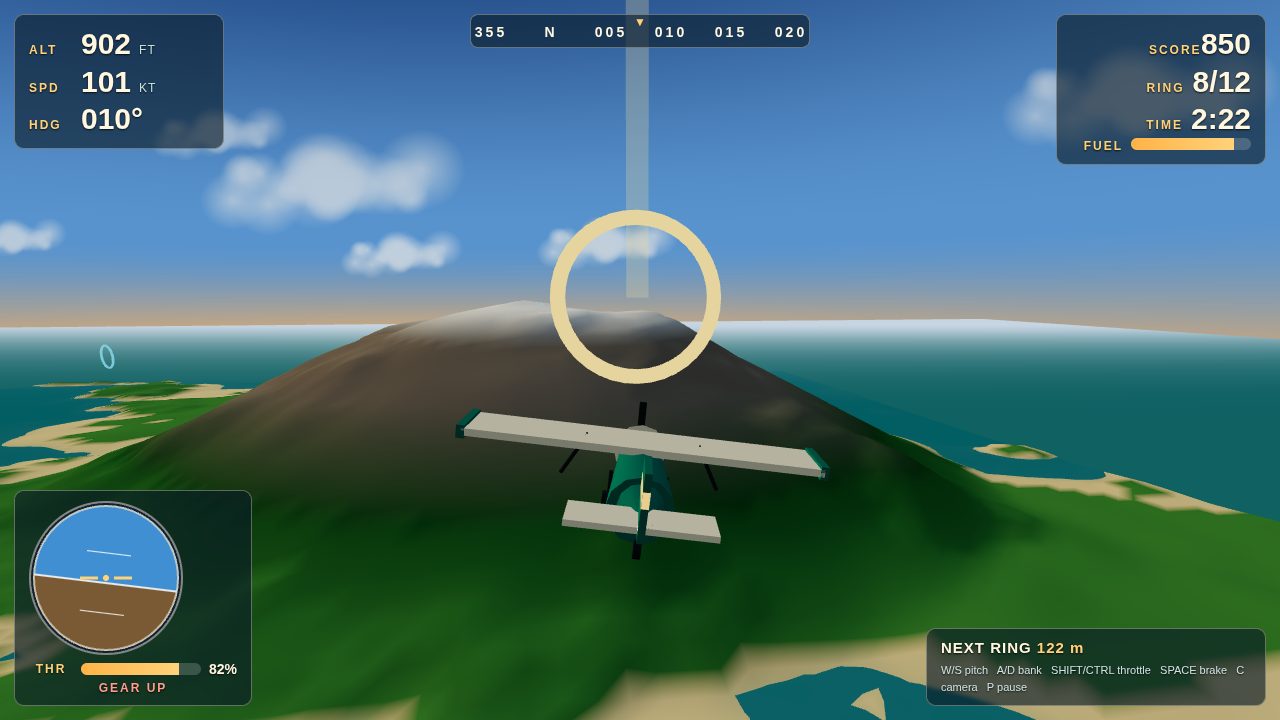 ALT 902 FT
SPD 101 KT
HDG 010°
355 N 005 010 015 020
SCORE 850
RING 8/12
TIME 2:22
FUEL
THR 82%
GEAR UP
NEXT RING 122 m
W/S pitch A/D bank SHIFT/CTRL throttle SPACE brake C
camera P pause